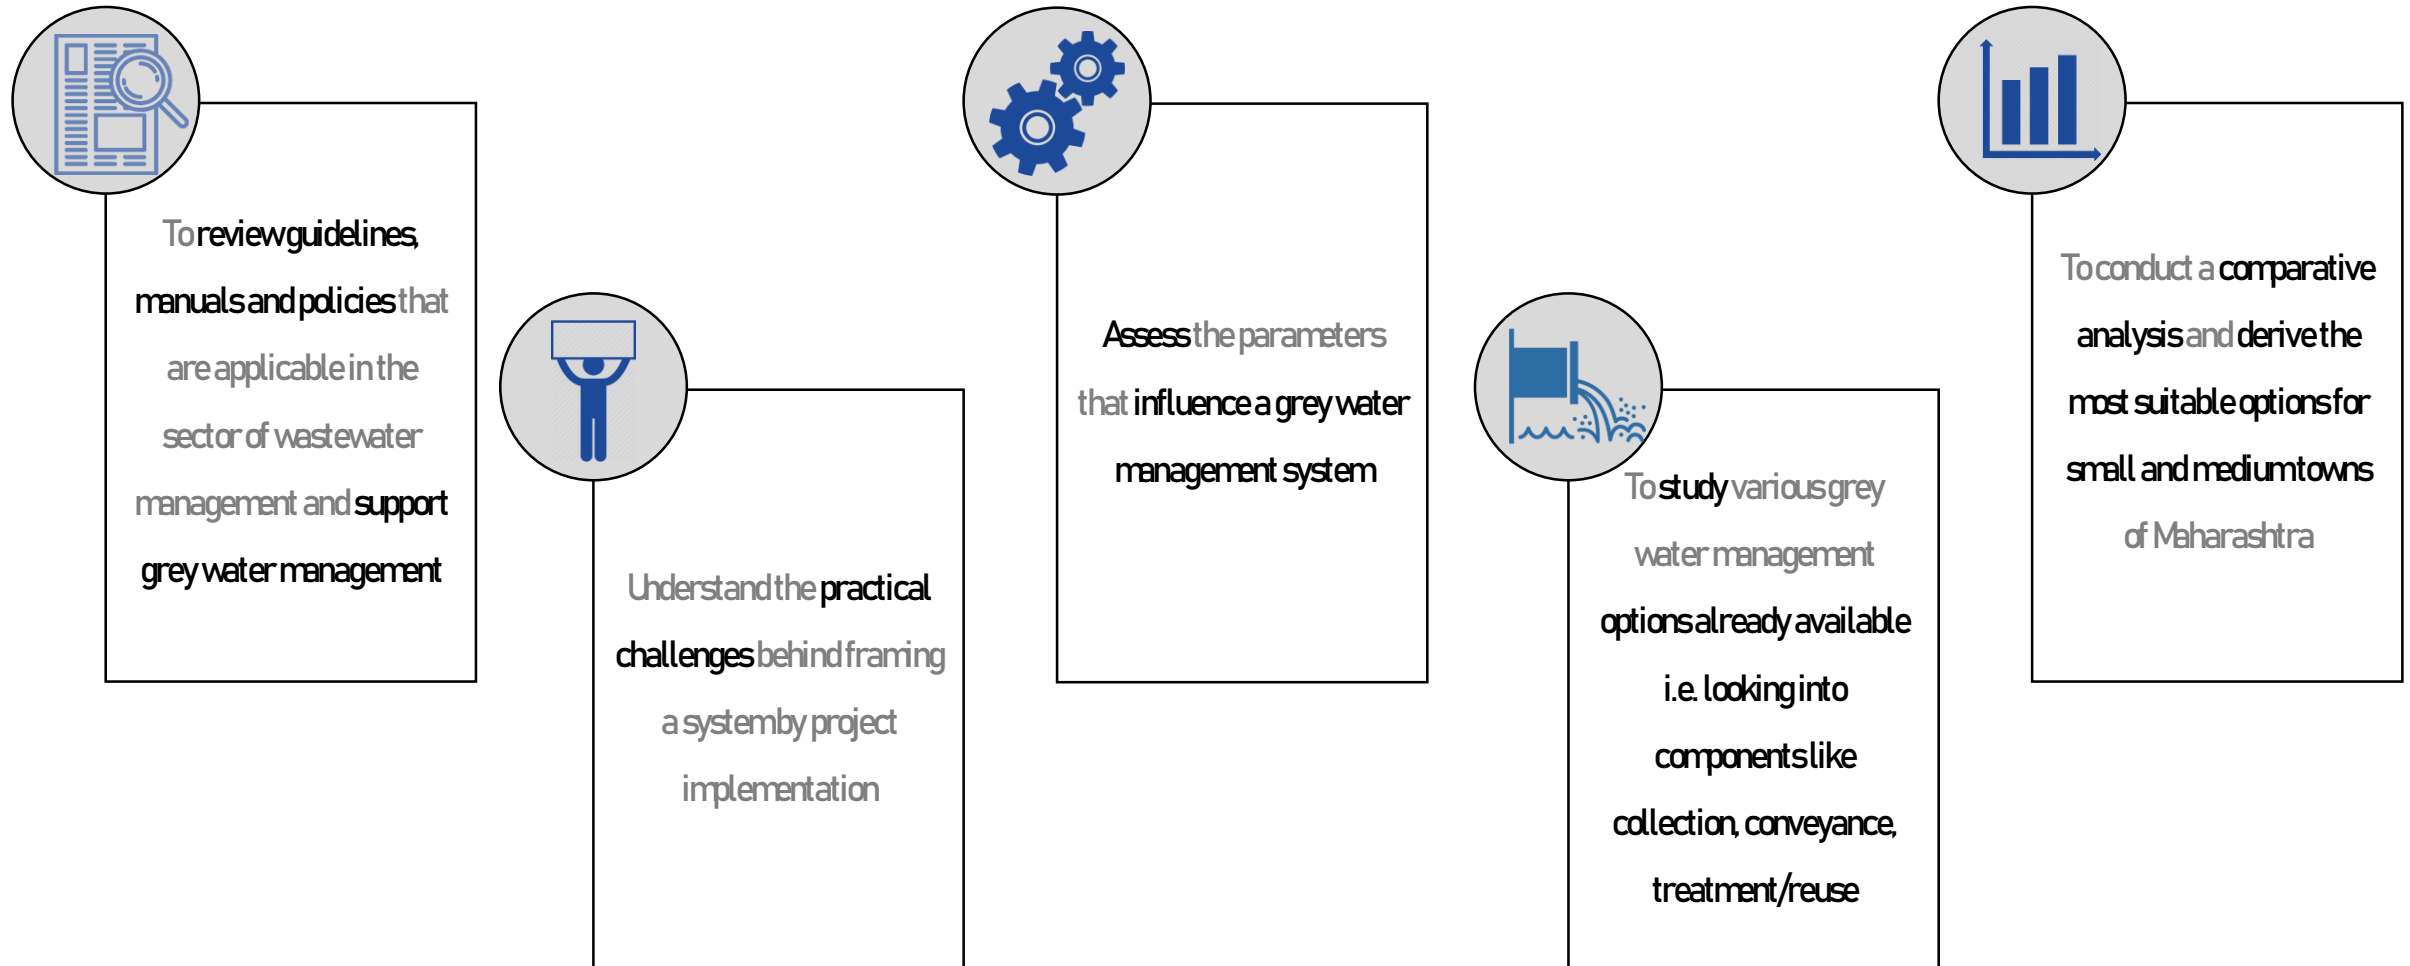 To review guidelines,
manuals and policies that
are applicable in the
sector of wastewater
management and support
grey water management
Understand the practical
challenges behind framing
a system by project
implementation
Assess the parameters
that influence a grey water
management system
To study various grey
water management
options already available
i.e. looking into
components like
collection, conveyance,
treatment/reuse
To conduct a comparative
analysis and derive the
most suitable options for
small and medium towns
of Maharashtra